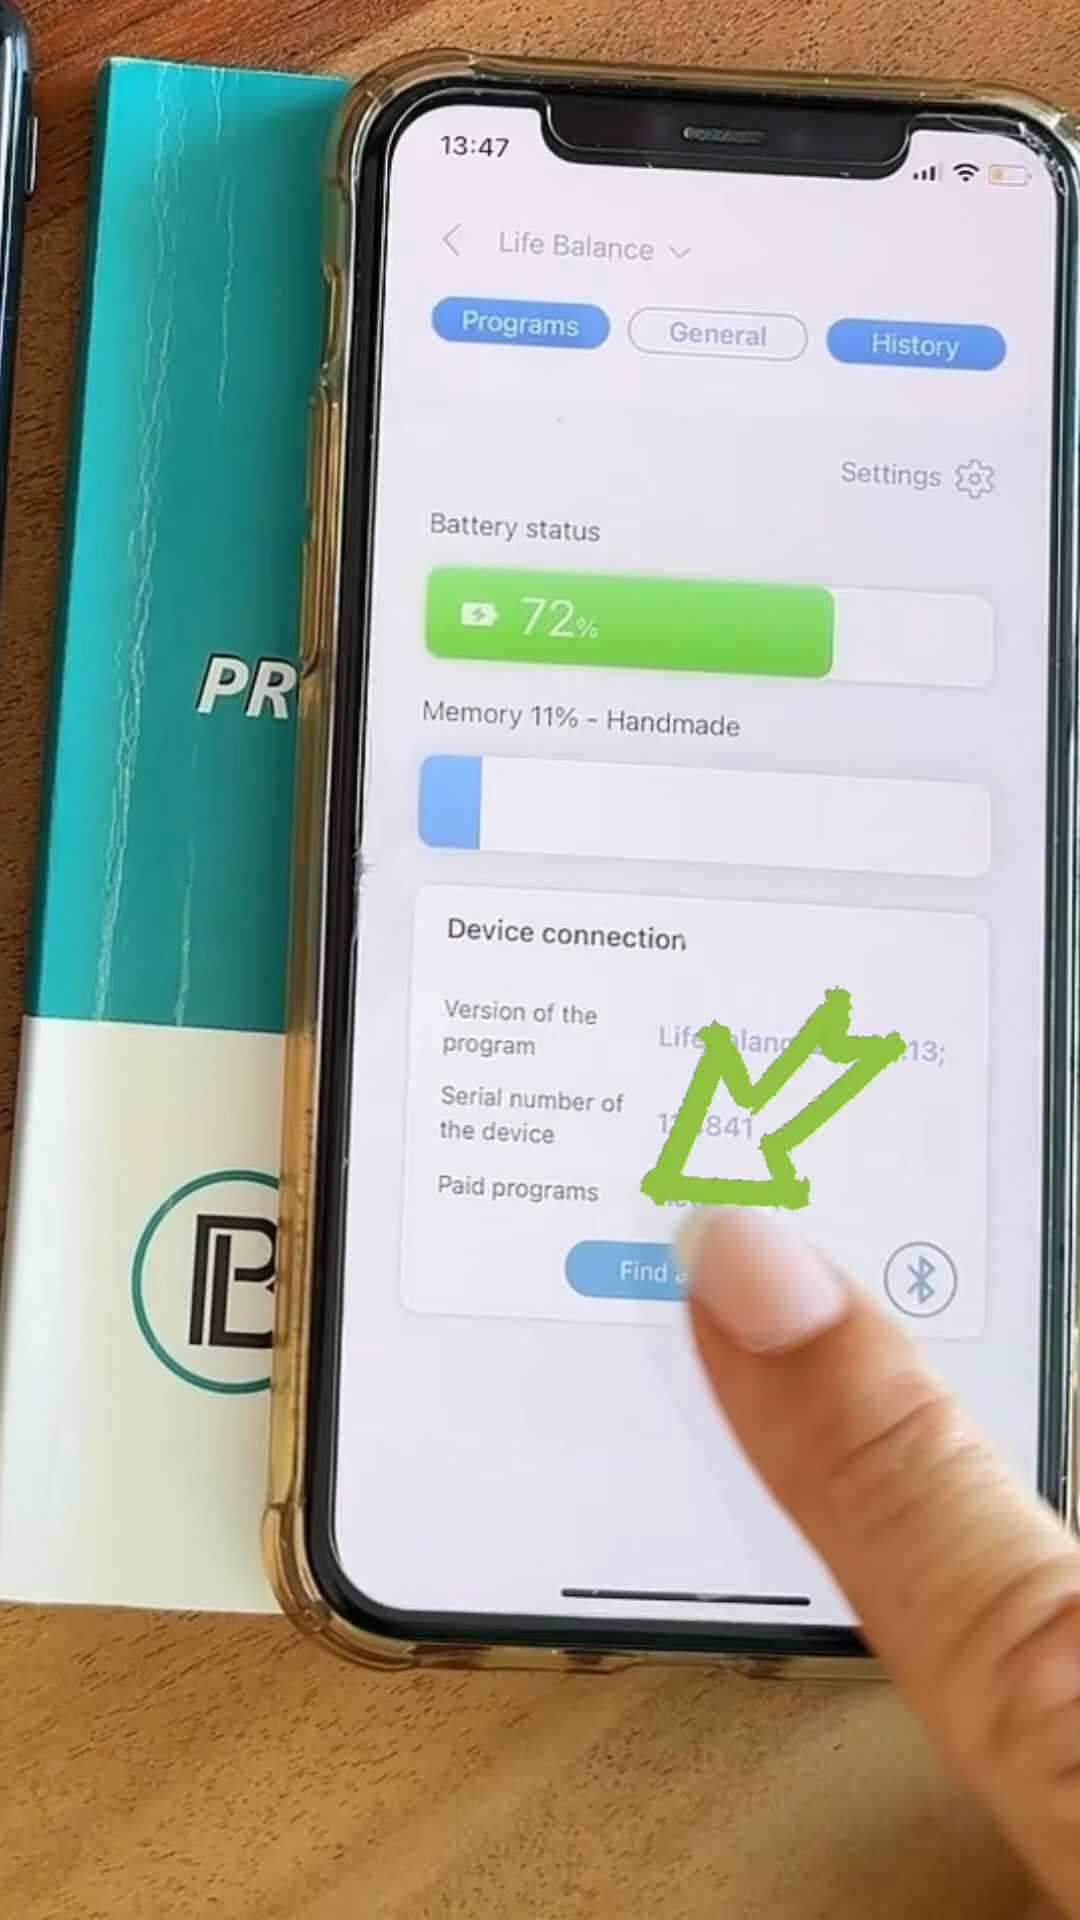 13:47
Life Balance
Programs
General
History
Settings
Battery status
72%
Memory 11% - Handmade
Device connection
Version of the
program
13;
Serial number of
the device
Paid programs
Find
PR
B